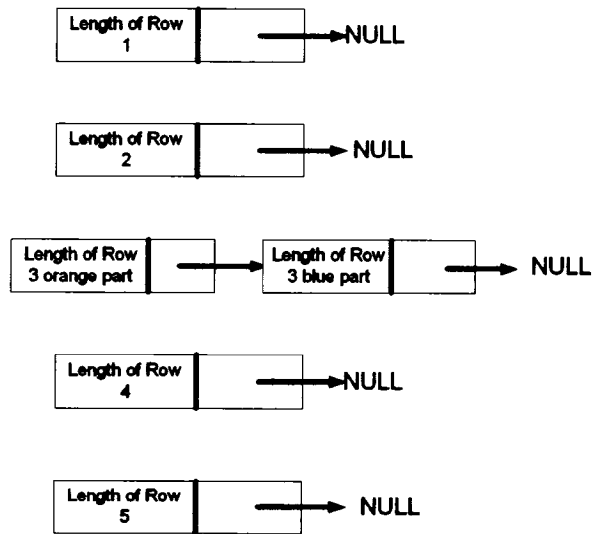 Length of Row
1
NULL
Length of Row
2
NULL
Length of Row
3 orange part
Length of Row
3 blue part
NULL
Length of Row
4
NULL
Length of Row
5
NULL